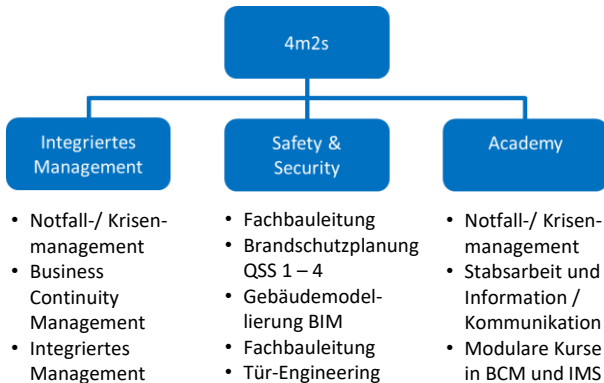 4m2s
Integriertes
Management
Safety &
Security
Academy
• Notfall-/ Krisen-
management
• Business
Continuity
Management
• Integriertes
Management
• Fachbauleitung
• Brandschutzplanung
QSS 1 – 4
• Gebäudemodel-
lierung BIM
• Fachbauleitung
• Tür-Engineering
• Notfall-/ Krisen-
management
• Stabsarbeit und
Information /
Kommunikation
• Modulare Kurse
in BCM und IMS